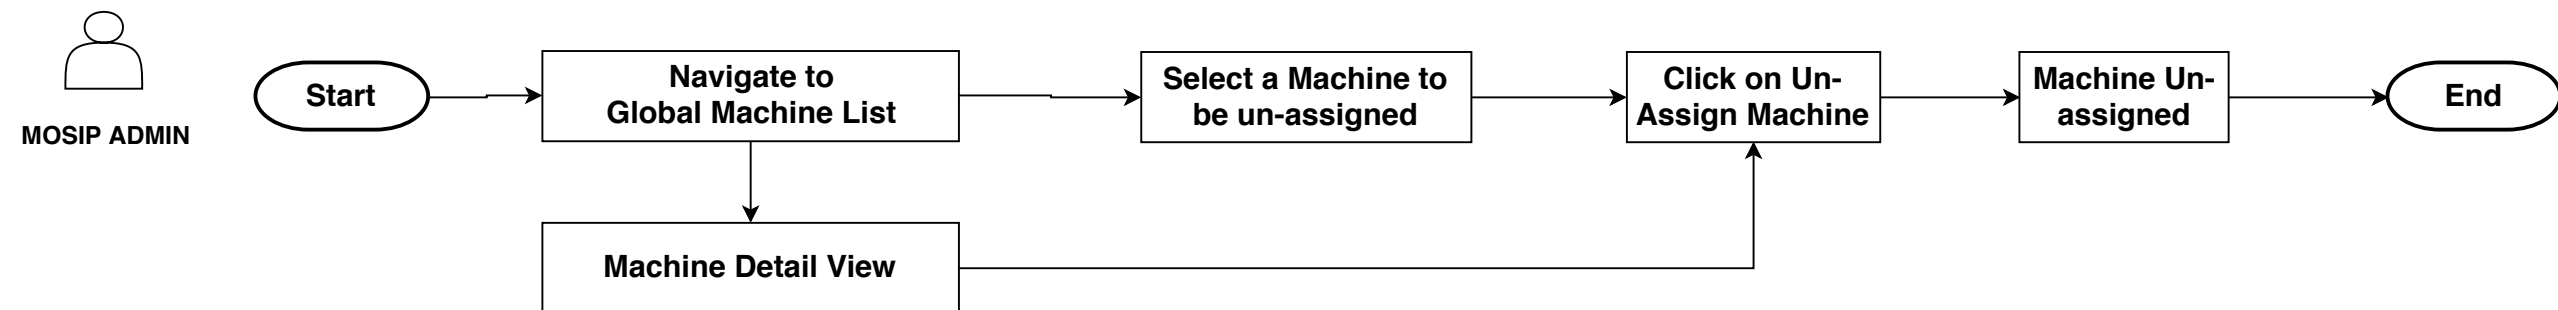 MOSIP ADMIN
Start
Navigate to
Global Machine List
Select a Machine to
be un-assigned
Click on Un-
Assign Machine
Machine Un-
assigned
End
Machine Detail View